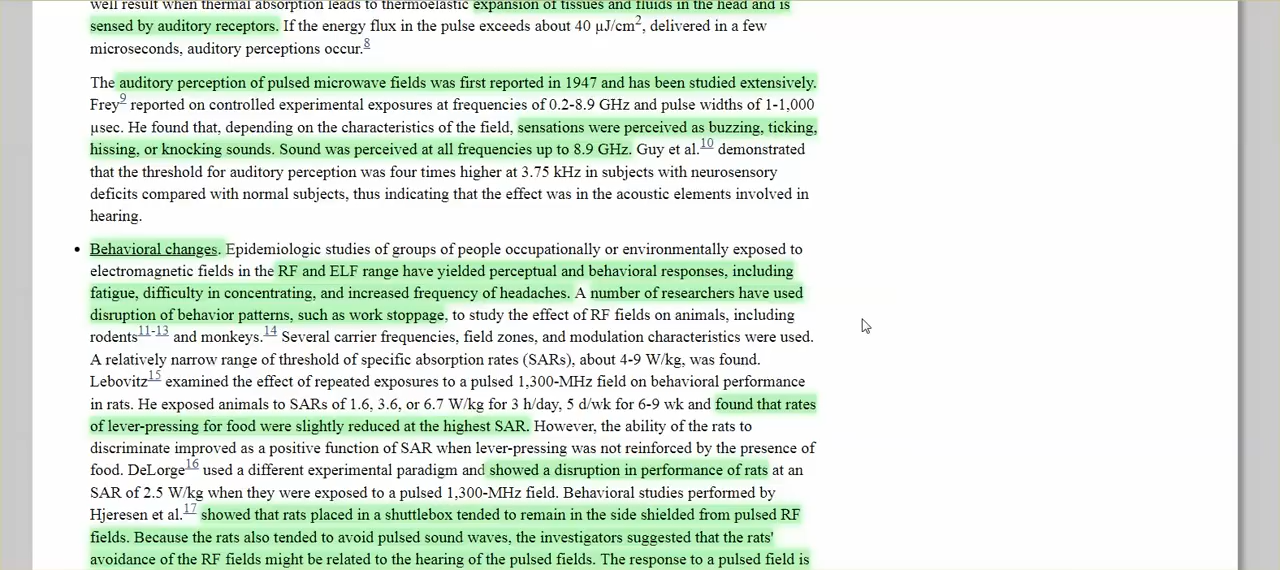 well result when thermal absorption leads to thermoelastic expansion of tissues and fluids in the head and is
sensed by auditory receptors. If the energy flux in the pulse exceeds about 40 µJ/cm2, delivered in a few
microseconds, auditory perceptions occur.8
The auditory perception of pulsed microwave fields was first reported in 1947 and has been studied extensively.
Frey9 reported on controlled experimental exposures at frequencies of 0.2-8.9 GHz and pulse widths of 1-1,000
µsec. He found that, depending on the characteristics of the field, sensations were perceived as buzzing, ticking,
hissing, or knocking sounds. Sound was perceived at all frequencies up to 8.9 GHz. Guy et al.10 demonstrated
that the threshold for auditory perception was four times higher at 3.75 kHz in subjects with neurosensory
deficits compared with normal subjects, thus indicating that the effect was in the acoustic elements involved in
hearing.
• Behavioral changes. Epidemiologic studies of groups of people occupationally or environmentally exposed to
electromagnetic fields in the RF and ELF range have yielded perceptual and behavioral responses, including
fatigue, difficulty in concentrating, and increased frequency of headaches. A number of researchers have used
disruption of behavior patterns, such as work stoppage, to study the effect of RF fields on animals, including
rodents11-13 and monkeys.14 Several carrier frequencies, field zones, and modulation characteristics were used.
A relatively narrow range of threshold of specific absorption rates (SARs), about 4-9 W/kg, was found.
Lebovitz15 examined the effect of repeated exposures to a pulsed 1,300-MHz field on behavioral performance
in rats. He exposed animals to SARs of 1.6, 3.6, or 6.7 W/kg for 3 h/day, 5 d/wk for 6-9 wk and found that rates
of lever-pressing for food were slightly reduced at the highest SAR. However, the ability of the rats to
discriminate improved as a positive function of SAR when lever-pressing was not reinforced by the presence of
food. DeLorge16 used a different experimental paradigm and showed a disruption in performance of rats at an
SAR of 2.5 W/kg when they were exposed to a pulsed 1,300-MHz field. Behavioral studies performed by
Hjeresen et al.17 showed that rats placed in a shuttlebox tended to remain in the side shielded from pulsed RF
fields. Because the rats also tended to avoid pulsed sound waves, the investigators suggested that the rats'
avoidance of the RF fields might be related to the hearing of the pulsed fields. The response to a pulsed field is